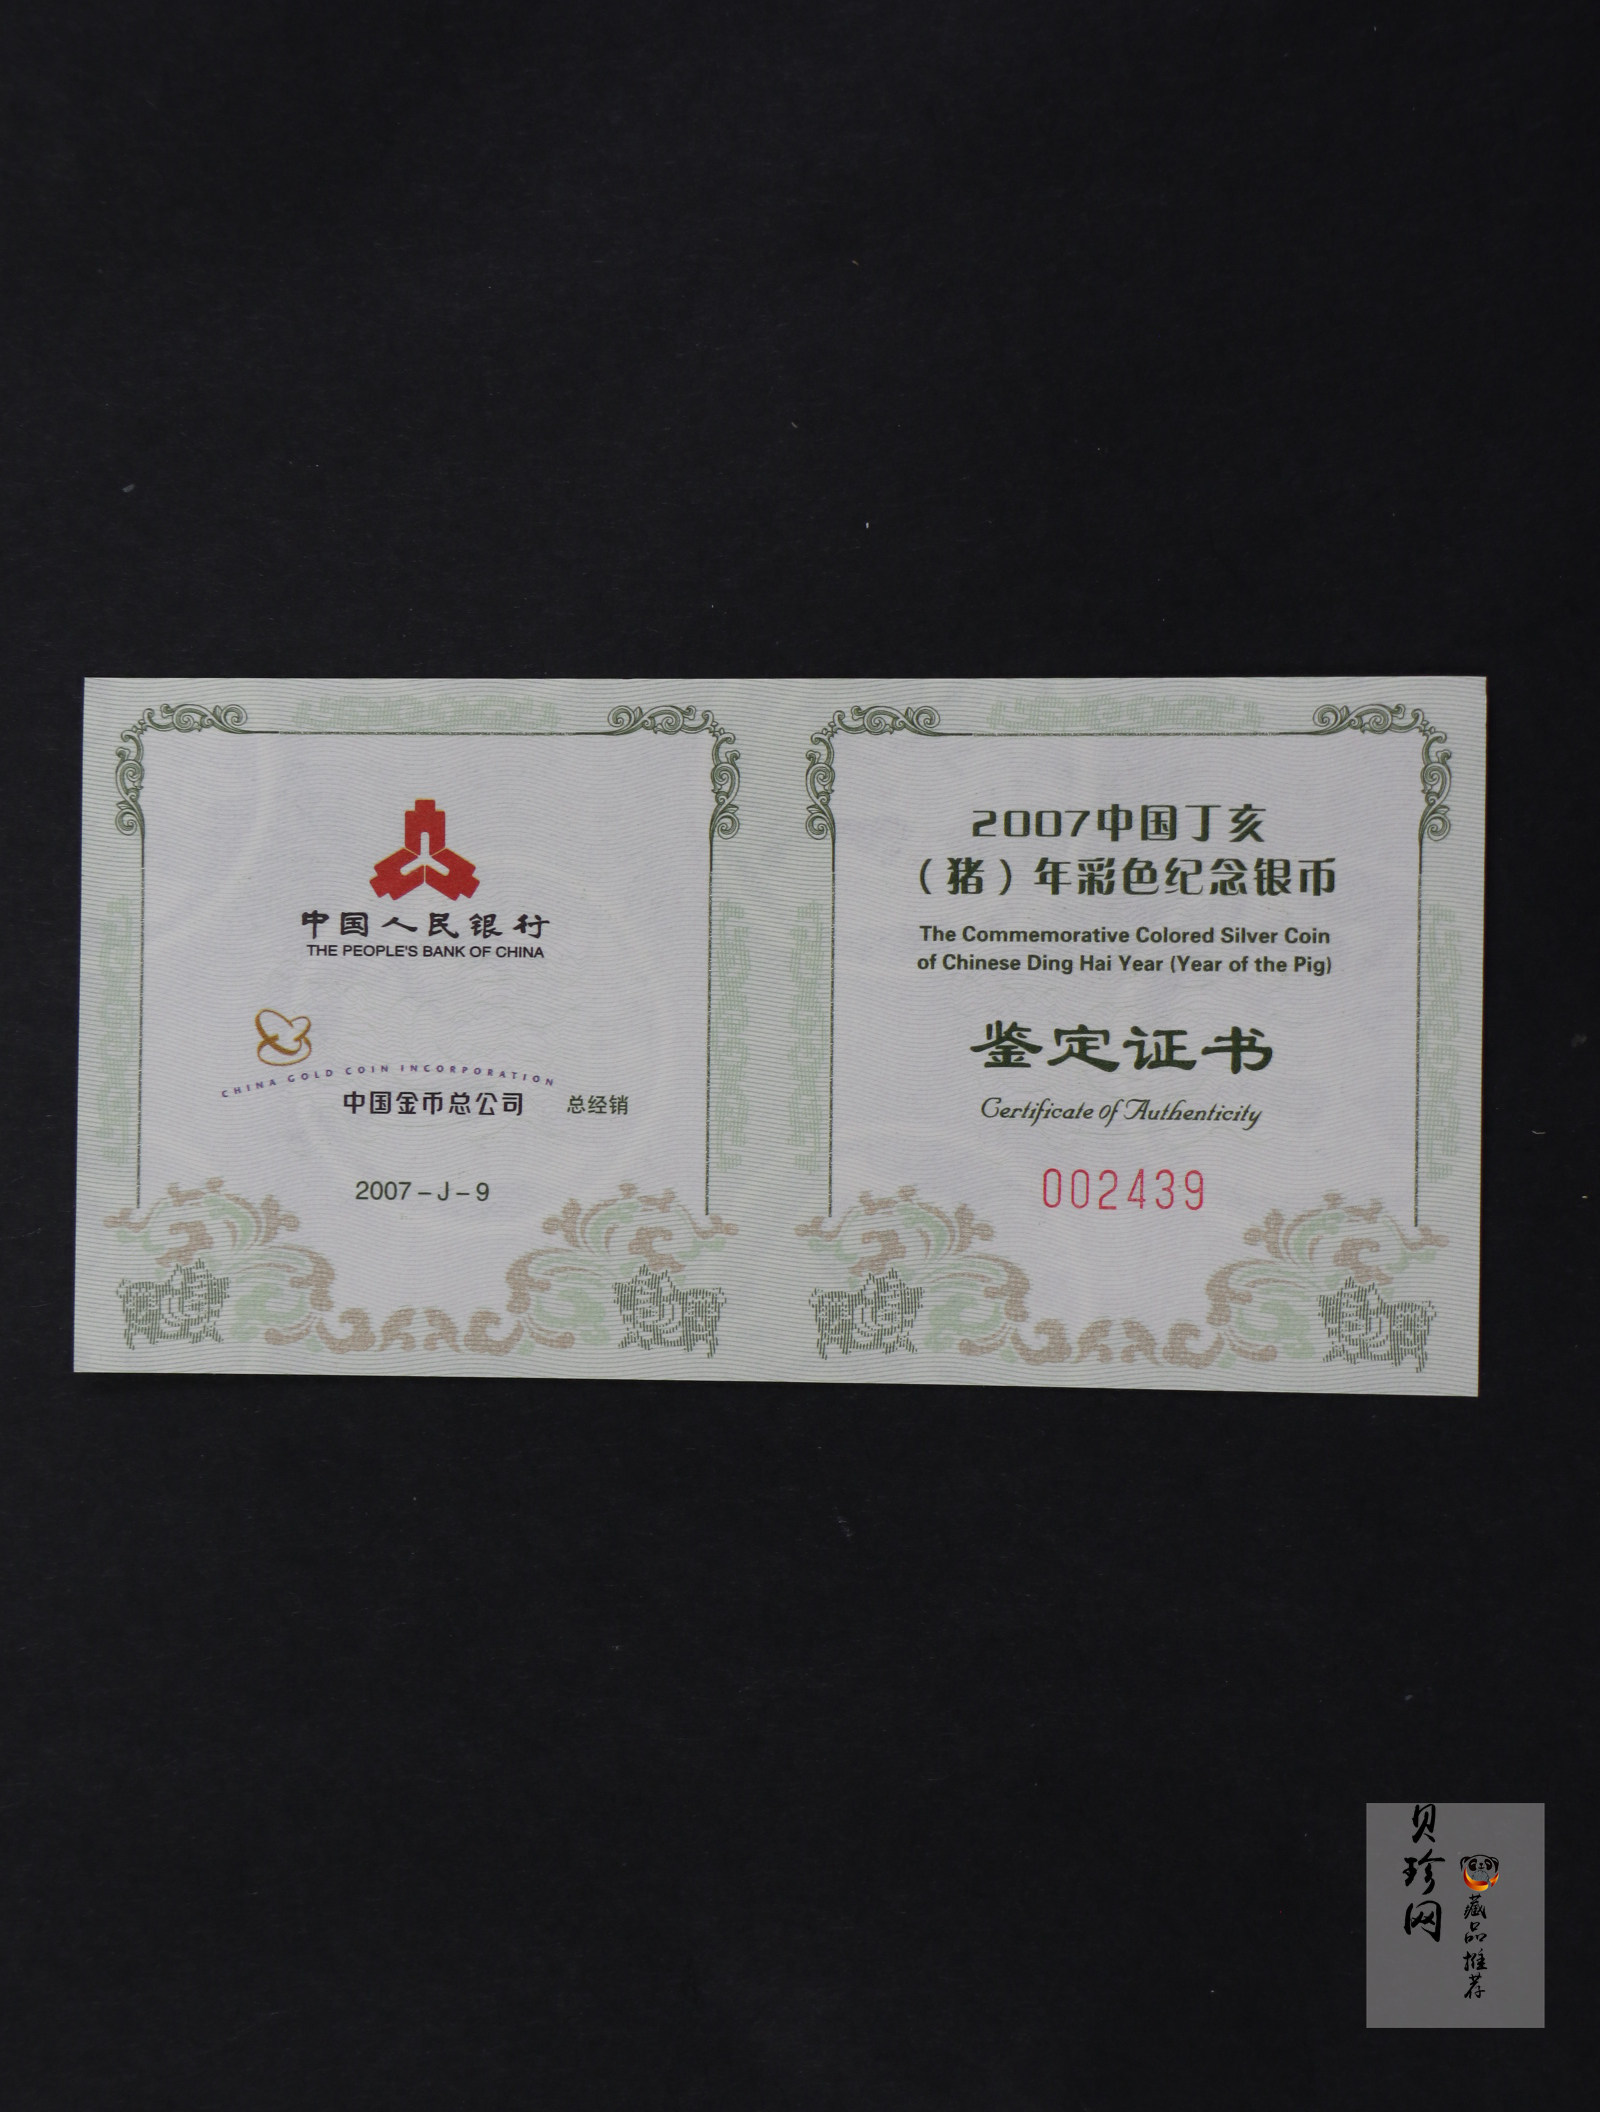 中国人民银行
THE PEOPLE'S BANK OF CHINA
CHINA GOLD COIN INCORPORATION
中国金币总公司 总经销
2007-J-9
2007中国丁亥
（猪）年彩色纪念银币
The Commemorative Colored Silver Coin
of Chinese Ding Hai Year (Year of the Pig)
鉴定证书
Certificate of Authenticity
002439
贝珍网
藏品推荐